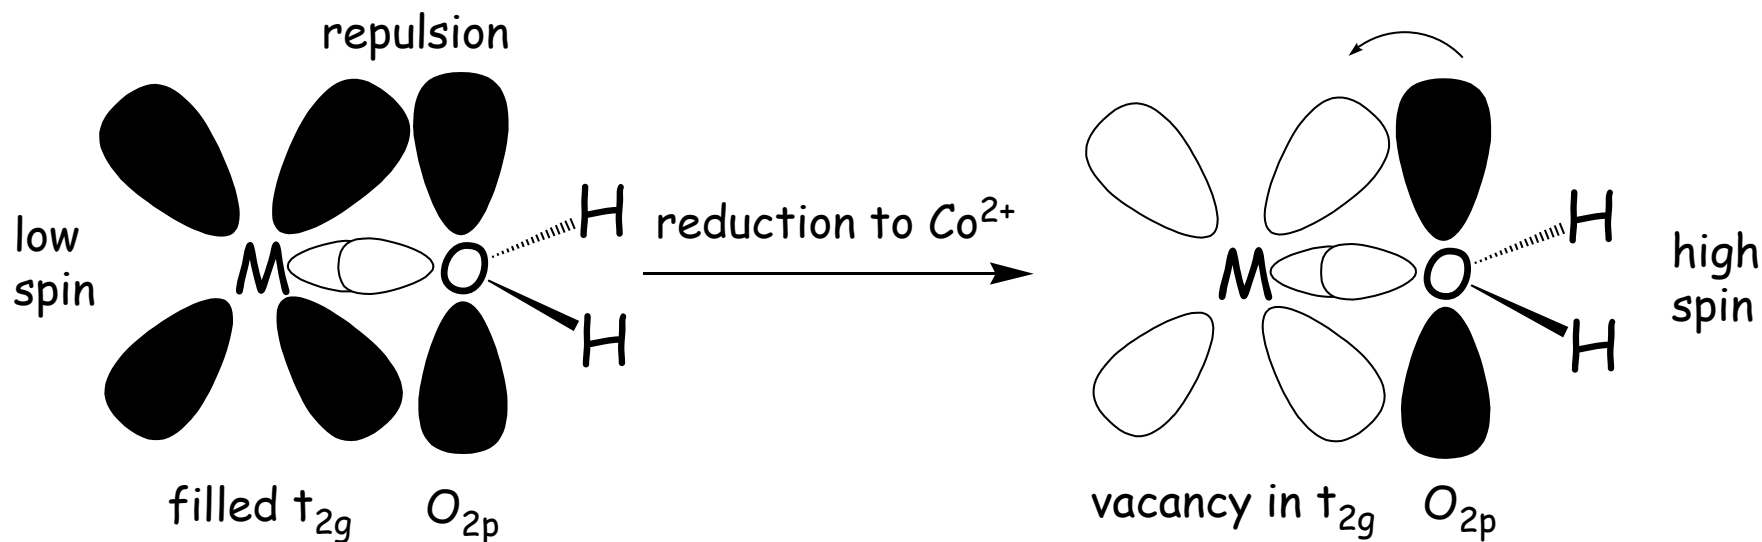 repulsion
low
spin
M
O
H
H
filled t₂g
O₂p
reduction to Co²⁺
M
O
H
H
high
spin
vacancy in t₂g
O₂p